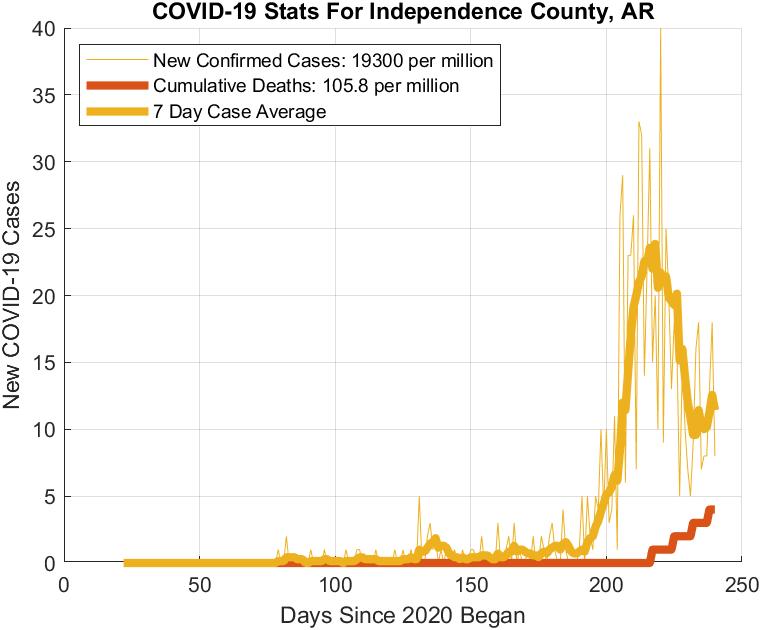 COVID-19 Stats For Independence County, AR
New Confirmed Cases: 19300 per million
Cumulative Deaths: 105.8 per million
7 Day Case Average
New COVID-19 Cases
40
35
30
25
20
15
10
5
0
0 50 100 150 200 250
Days Since 2020 Began